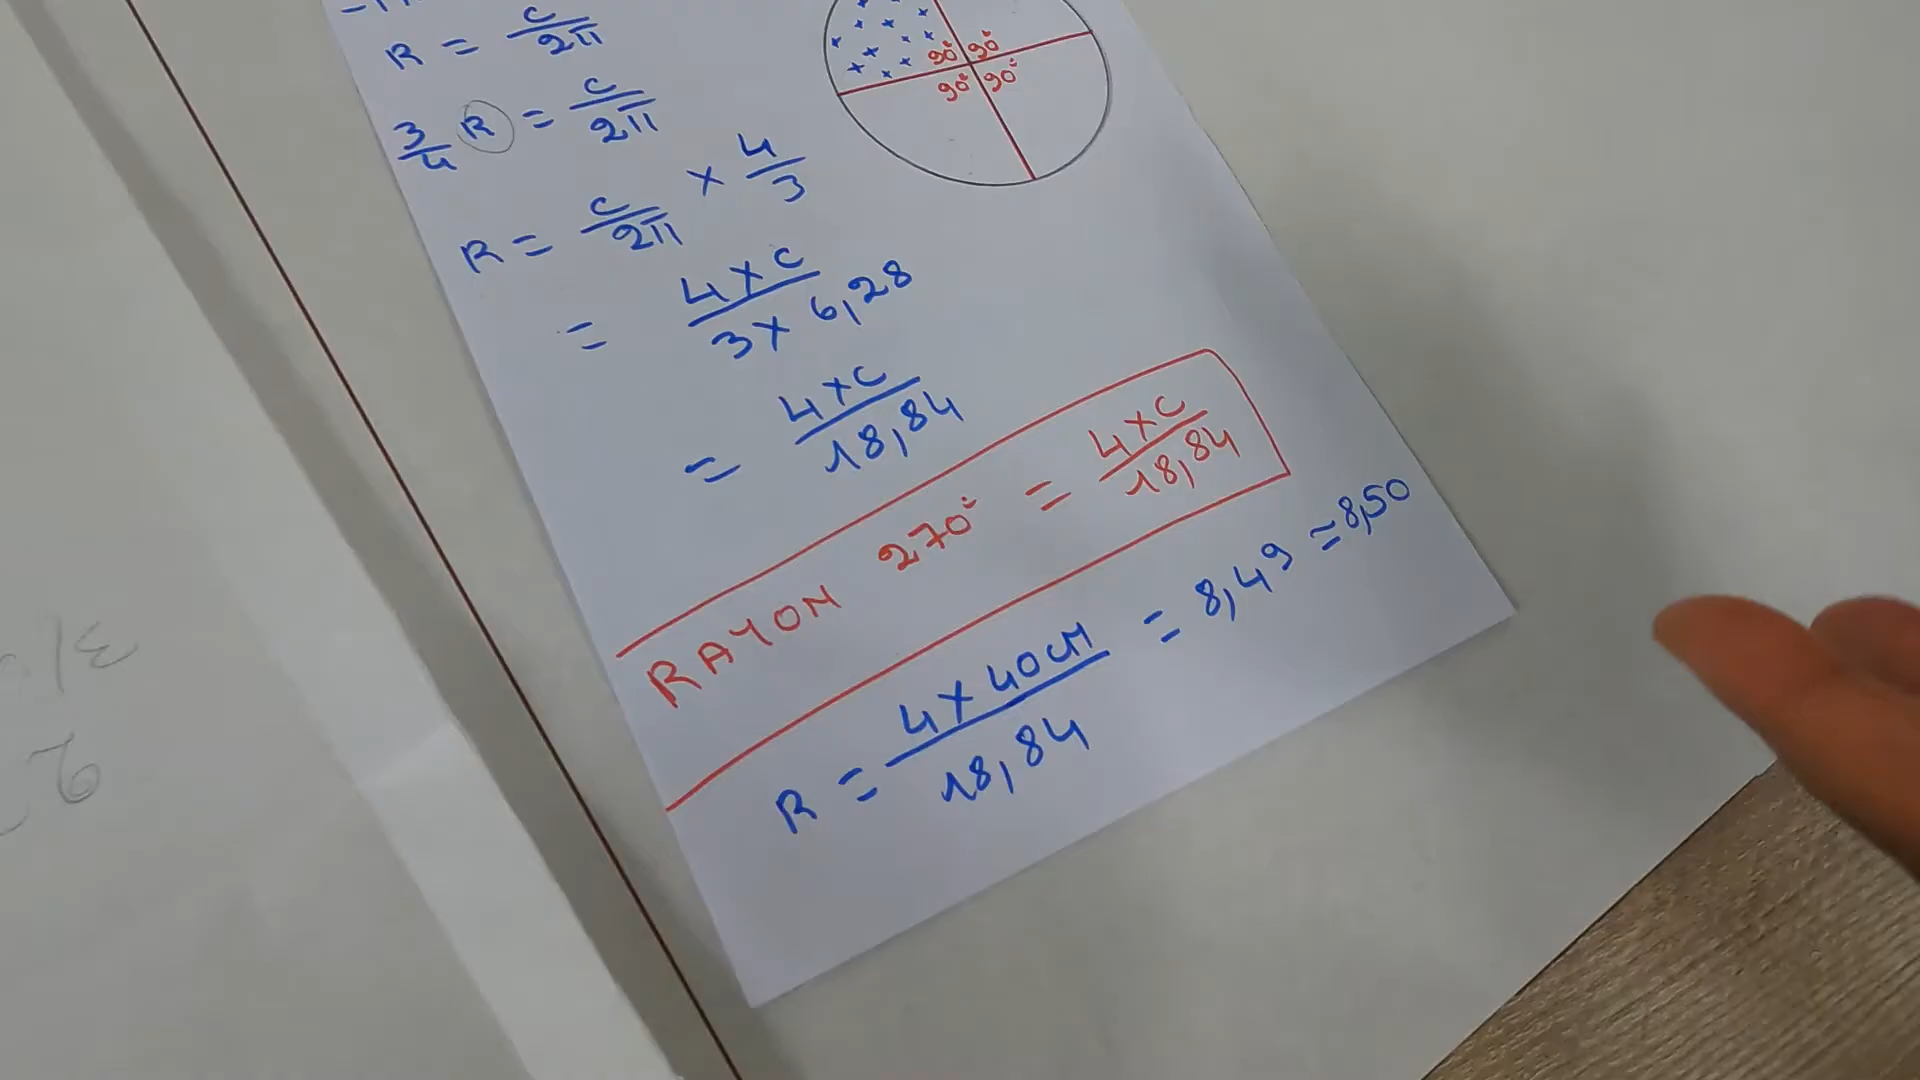 R = C/2π
3/4 R = C/2π
R = C/2π × 4/3
= 4×C / 3×6,28
= 4×C / 18,84
RAYON 270° = 4×C / 18,84
R = 4×40CM / 18,84 = 8,49 = 8,50
90° 90°
90° 90°